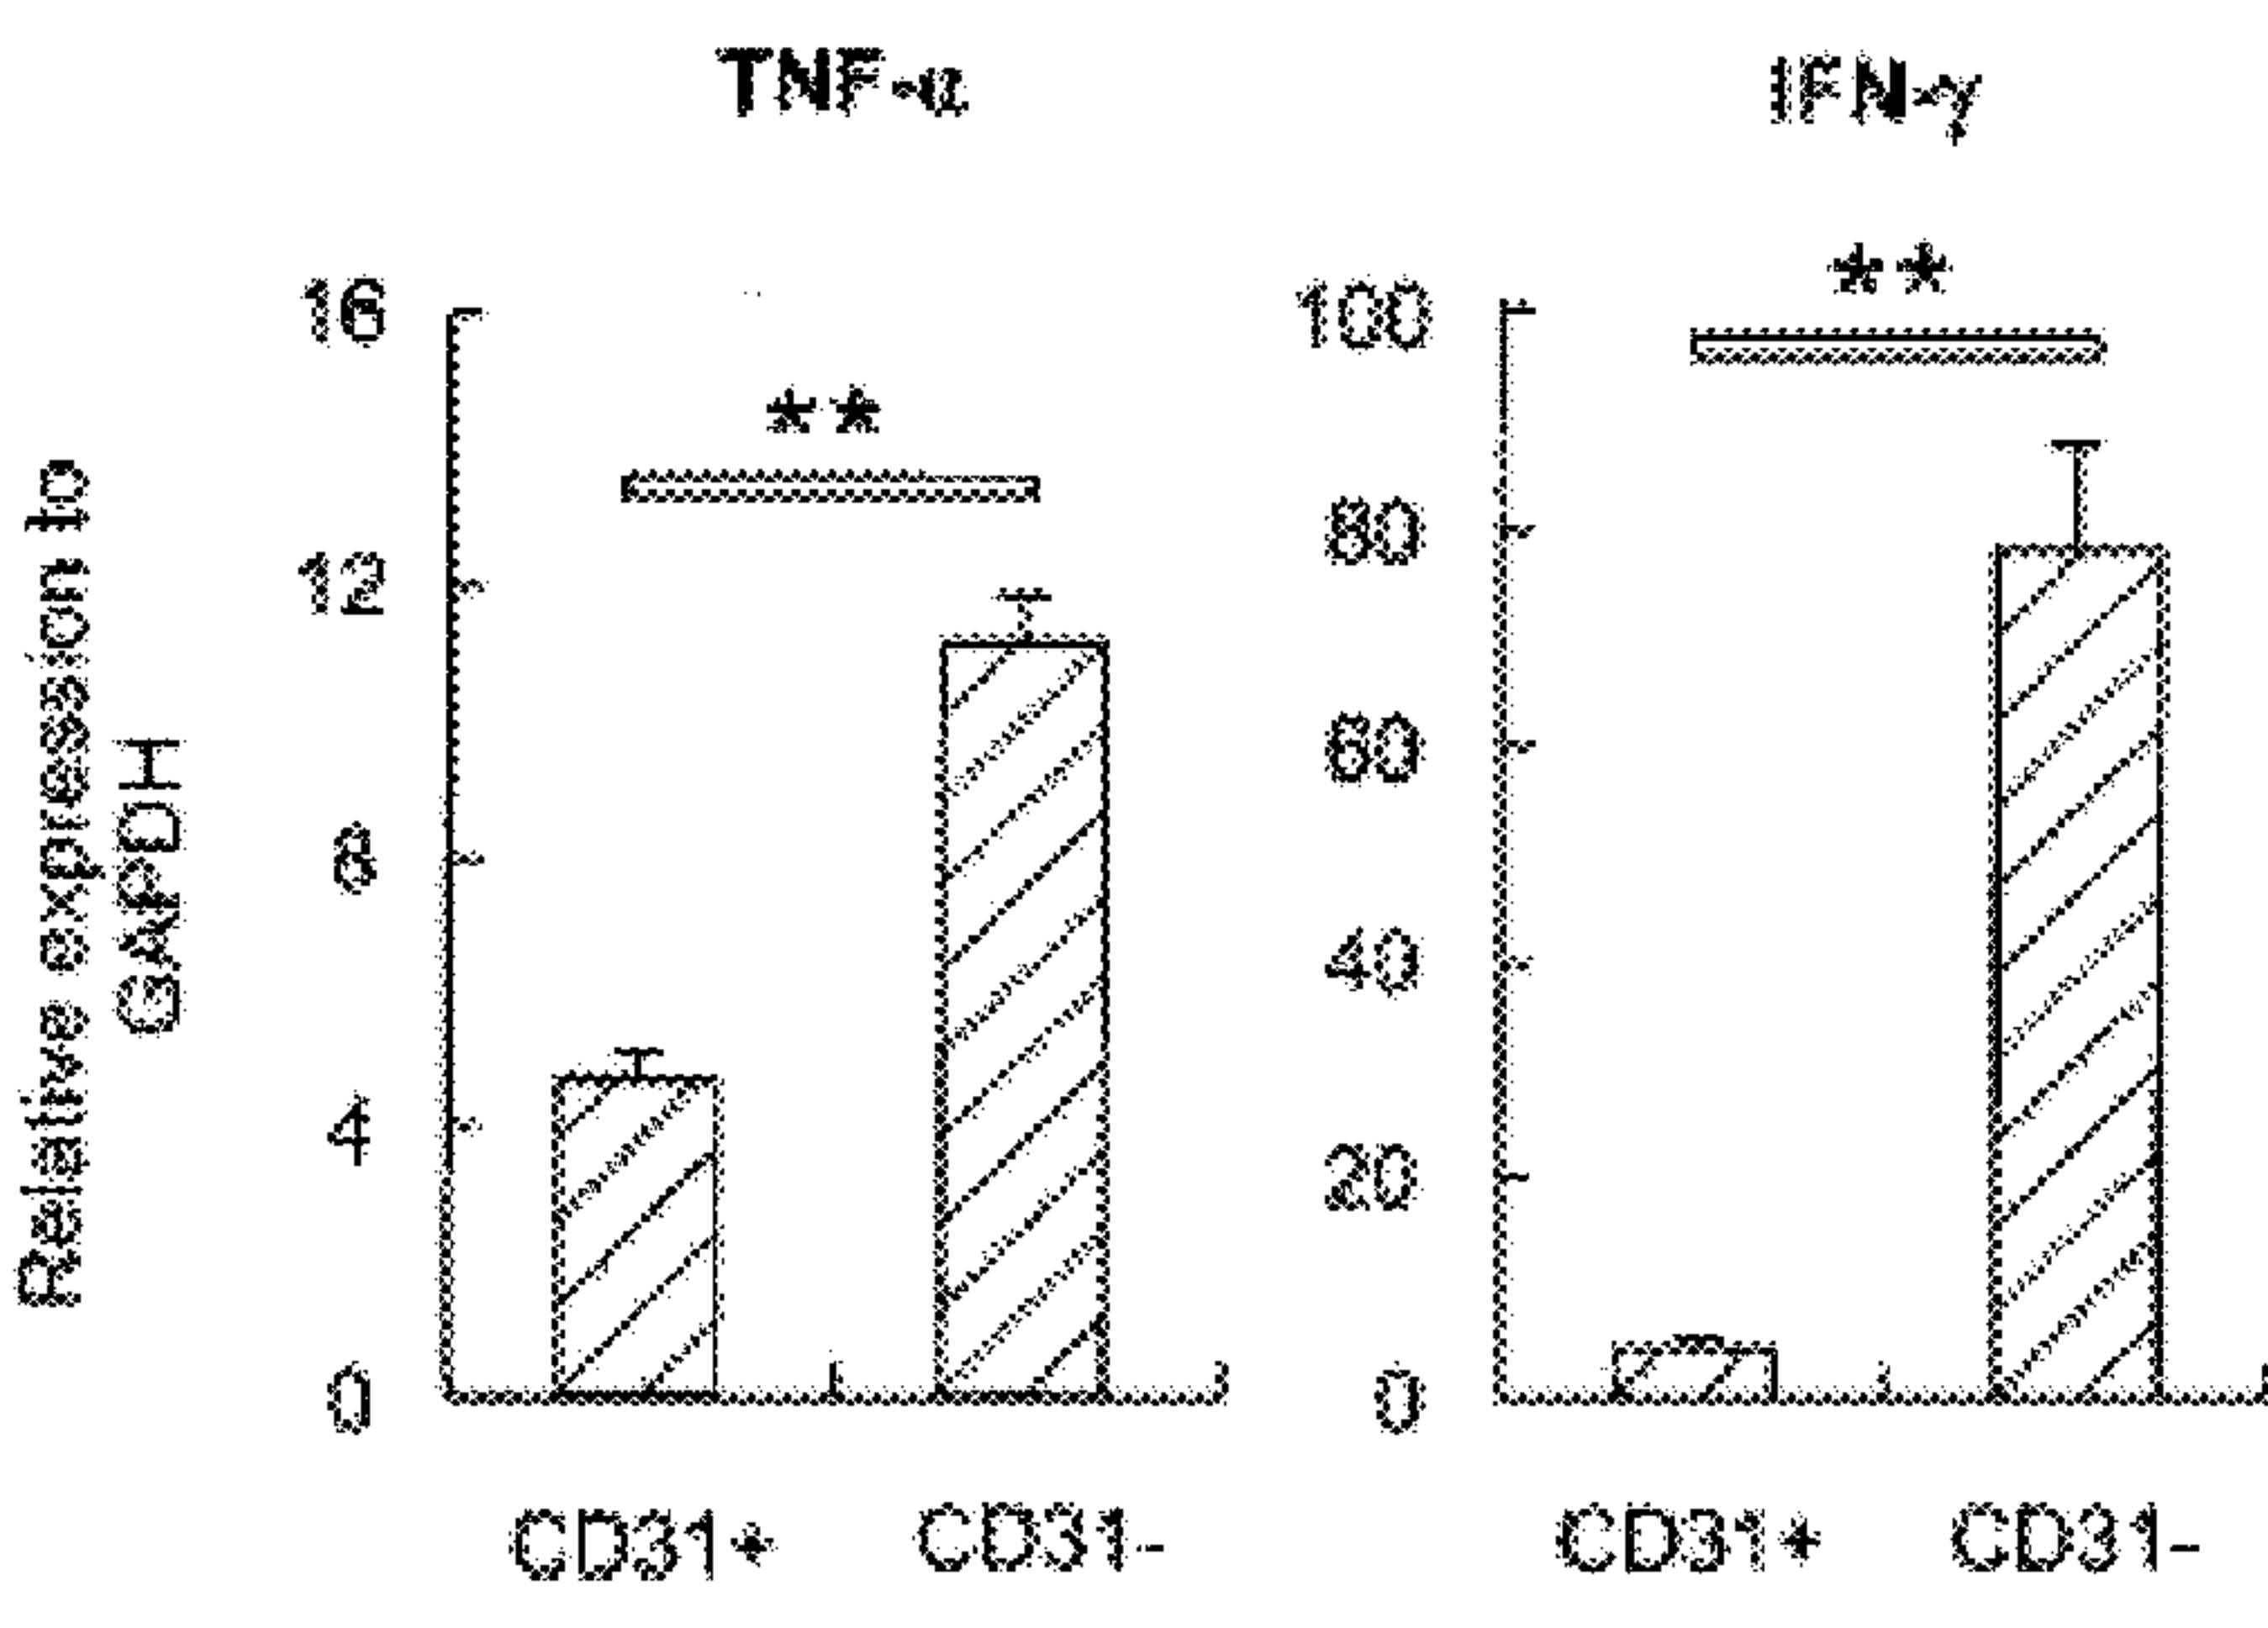 TNF-α
IFN-γ
Relative expression to
GAPDH
16
12
8
4
0
**
CD31+
CD31-
100
80
60
40
20
0
**
CD31+
CD31-